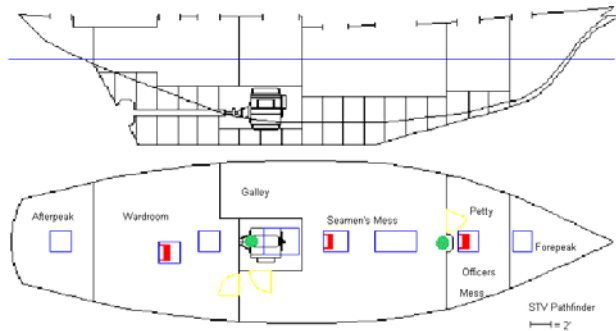 Galley
Afterpeak
Wardroom
Seamen's Mess
Petty
Officers
Mess
Forepeak
STV Pathfinder
= 2'